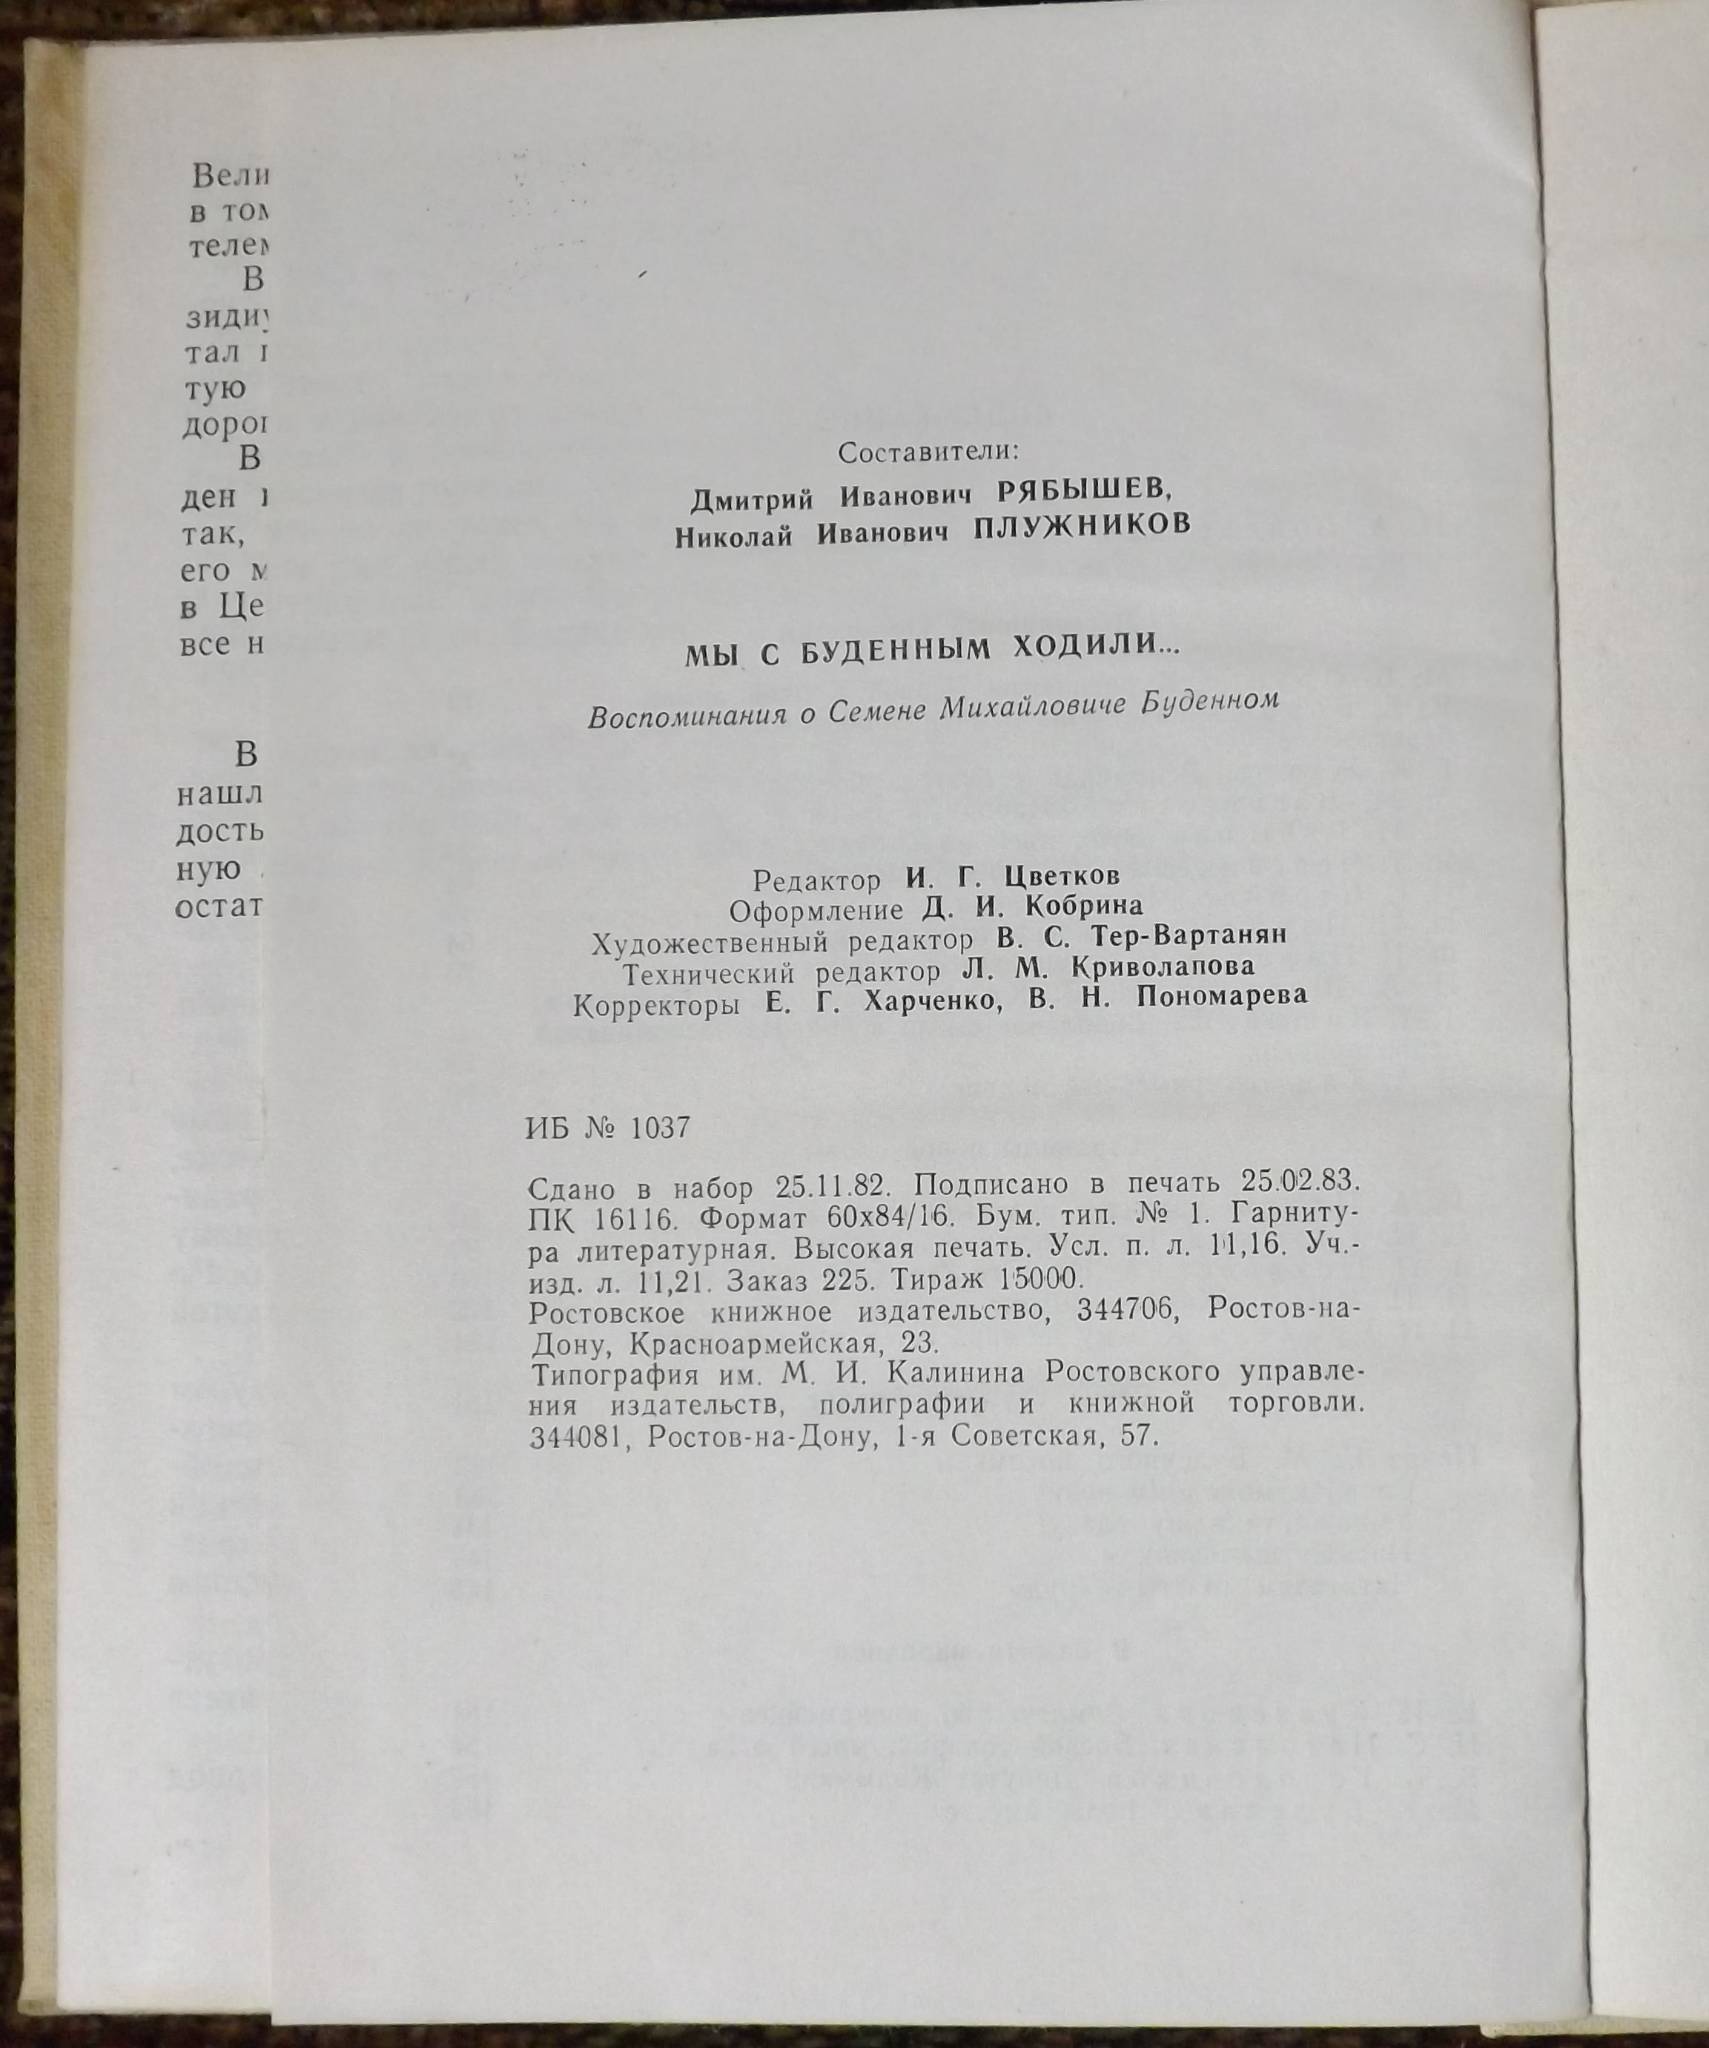 Вели
в том
телем
В
зиди
тал
тую
дорог
В
ден
так,
его м
в Це
все н
В
нашл
дость
ную
остат
Составители:
Дмитрий Иванович РЯБЫШЕВ,
Николай Иванович ПЛУЖНИКОВ
МЫ С БУДЕННЫМ ХОДИЛИ...
Воспоминания о Семене Михайловиче Буденном
Редактор И. Г. Цветков
Оформление Д. И. Кобрина
Художественный редактор В. С. Тер-Вартанян
Технический редактор Л. М. Криволапова
Корректоры Е. Г. Харченко, В. Н. Пономарева
ИБ № 1037
Сдано в набор 25.11.82. Подписано в печать 25.02.83.
ПК 16116. Формат 60х84/16. Бум. тип. № 1. Гарниту-
ра литературная. Высокая печать. Усл. п. л. 11,16. Уч.-
изд. л. 11,21. Заказ 225. Тираж 15000.
Ростовское книжное издательство, 344706, Ростов-на-
Дону, Красноармейская, 23.
Типография им. М. И. Калинина Ростовского управле-
ния издательств, полиграфии и книжной торговли.
344081, Ростов-на-Дону, 1-я Советская, 57.